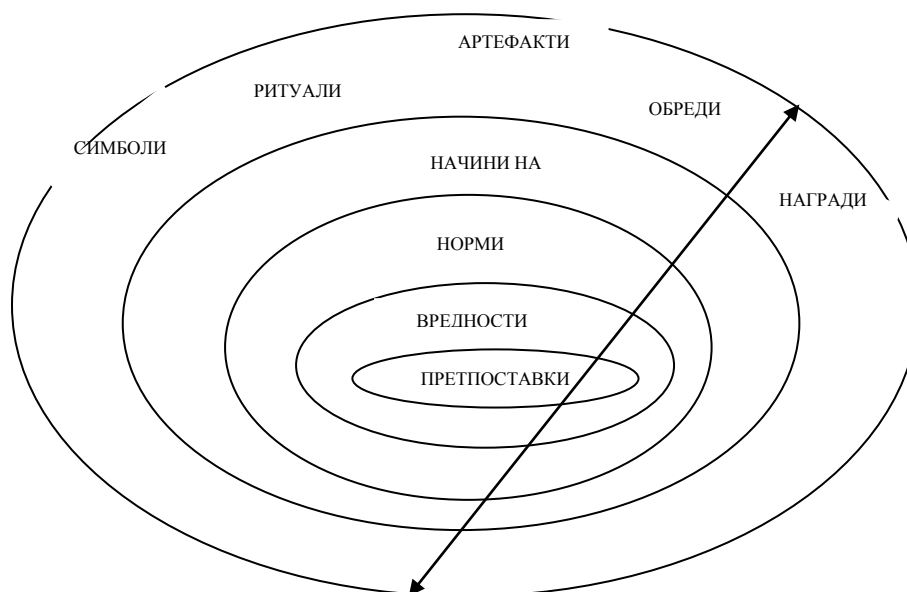 АРТЕФАКТИ
РИТУАЛИ
ОБРЕДИ
СИМБОЛИ
НАЧИНИ НА
НАГРАДИ
НОРМИ
ВРЕДНОСТИ
ПРЕТПОСТАВКИ